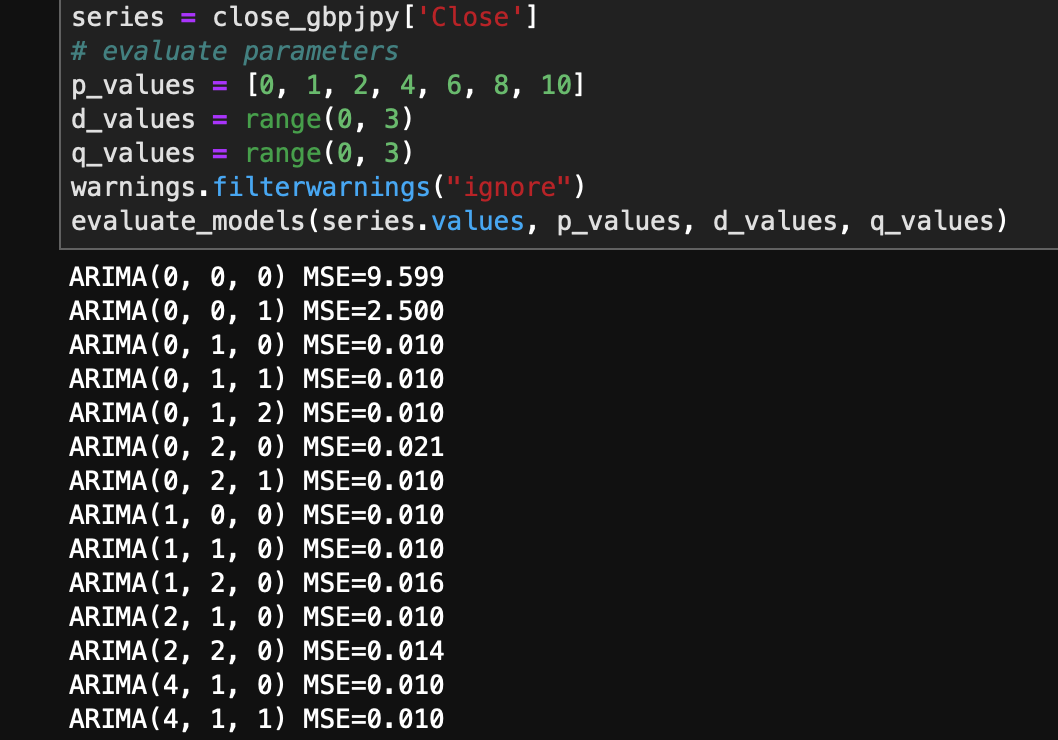 series = close_gbpjpy['Close']
# evaluate parameters
p_values = [0, 1, 2, 4, 6, 8, 10]
d_values = range(0, 3)
q_values = range(0, 3)
warnings.filterwarnings("ignore")
evaluate_models(series.values, p_values, d_values, q_values)
ARIMA(0, 0, 0) MSE=9.599
ARIMA(0, 0, 1) MSE=2.500
ARIMA(0, 1, 0) MSE=0.010
ARIMA(0, 1, 1) MSE=0.010
ARIMA(0, 1, 2) MSE=0.010
ARIMA(0, 2, 0) MSE=0.021
ARIMA(0, 2, 1) MSE=0.010
ARIMA(1, 0, 0) MSE=0.010
ARIMA(1, 1, 0) MSE=0.010
ARIMA(1, 2, 0) MSE=0.016
ARIMA(2, 1, 0) MSE=0.010
ARIMA(2, 2, 0) MSE=0.014
ARIMA(4, 1, 0) MSE=0.010
ARIMA(4, 1, 1) MSE=0.010